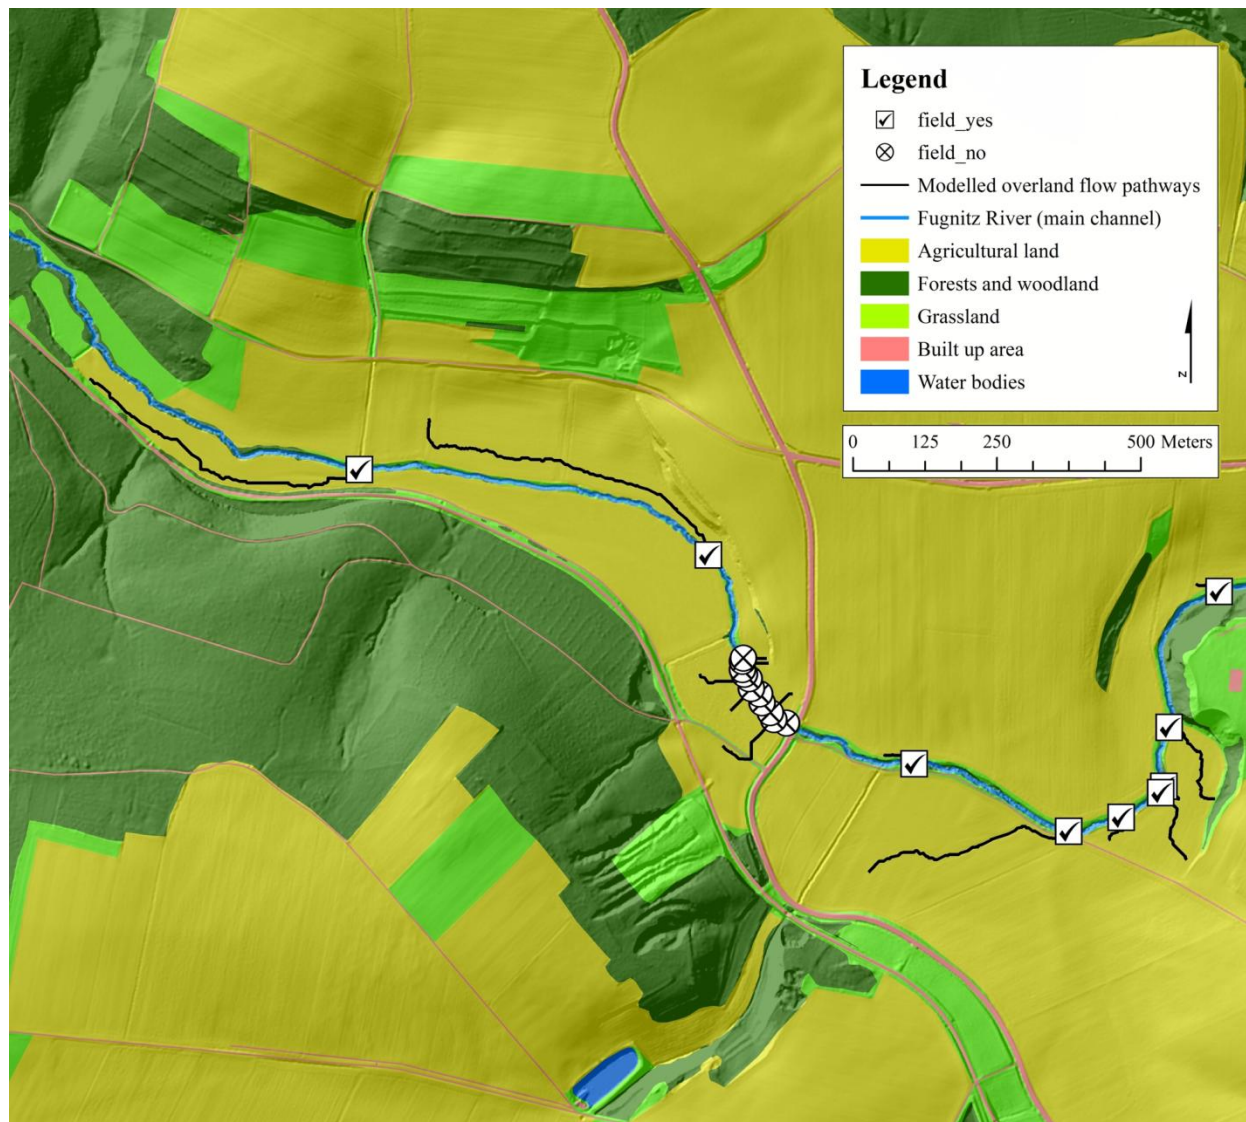 Legend
field_yes
field_no
Modelled overland flow pathways
Fugnitz River (main channel)
Agricultural land
Forests and woodland
Grassland
Built up area
Water bodies
N
0 125 250 500 Meters